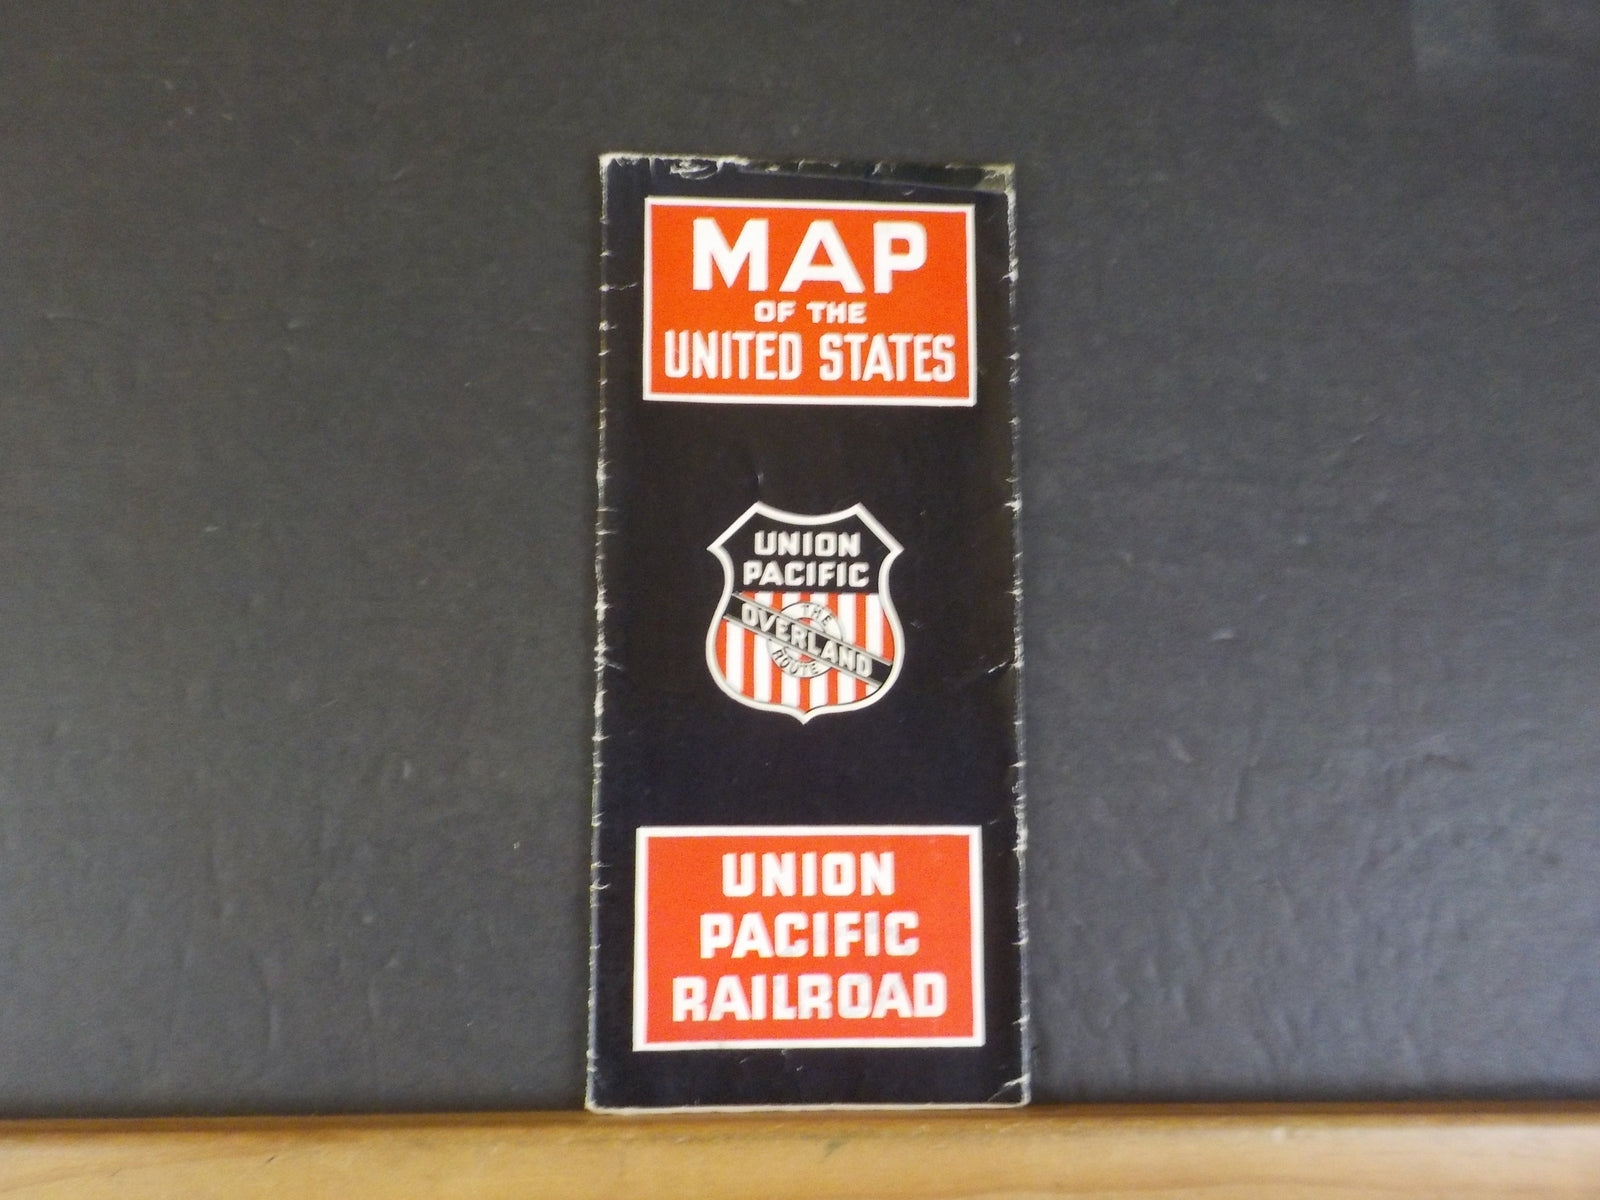 MAP
OF THE
UNITED STATES
UNION
PACIFIC
THE
OVERLAND
ROUTE
UNION
PACIFIC
RAILROAD